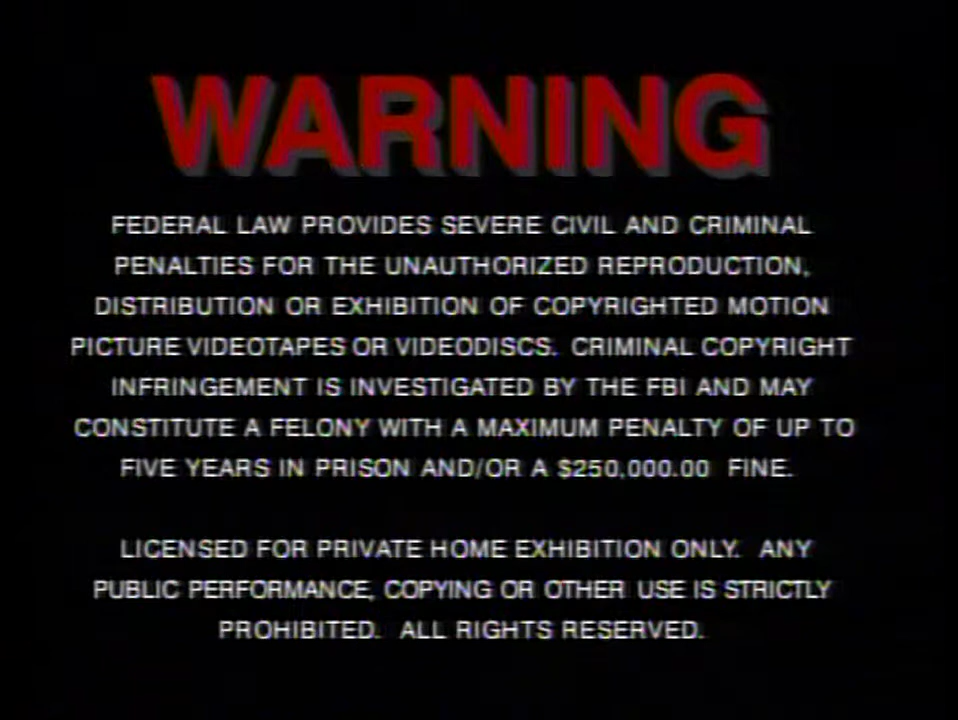 WARNING
FEDERAL LAW PROVIDES SEVERE CIVIL AND CRIMINAL
PENALTIES FOR THE UNAUTHORIZED REPRODUCTION,
DISTRIBUTION OR EXHIBITION OF COPYRIGHTED MOTION
PICTURE VIDEOTAPES OR VIDEODISCS. CRIMINAL COPYRIGHT
INFRINGEMENT IS INVESTIGATED BY THE FBI AND MAY
CONSTITUTE A FELONY WITH A MAXIMUM PENALTY OF UP TO
FIVE YEARS IN PRISON AND/OR A $250,000.00 FINE.
LICENSED FOR PRIVATE HOME EXHIBITION ONLY. ANY
PUBLIC PERFORMANCE, COPYING OR OTHER USE IS STRICTLY
PROHIBITED. ALL RIGHTS RESERVED.